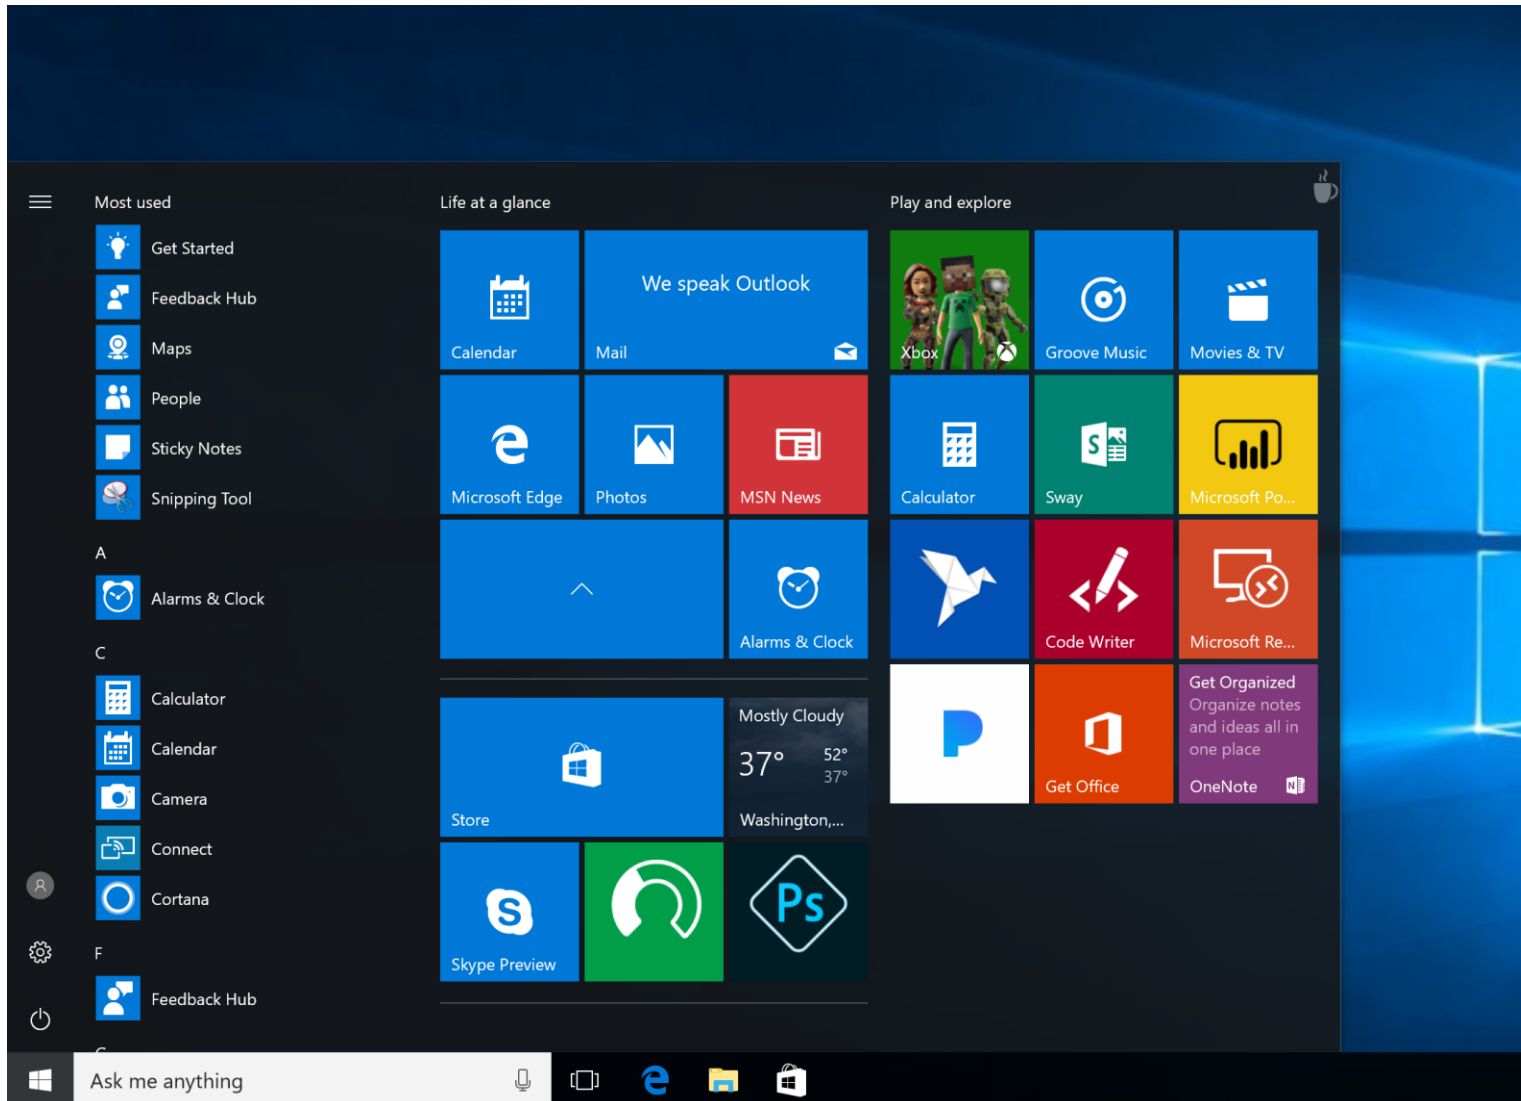 Most used
Get Started
Feedback Hub
Maps
People
Sticky Notes
Snipping Tool
A
Alarms & Clock
C
Calculator
Calendar
Camera
Connect
Cortana
F
Feedback Hub
Life at a glance
Calendar
We speak Outlook
Mail
Microsoft Edge
Photos
MSN News
Alarms & Clock
Store
Mostly Cloudy
37°
52°
37°
Washington,...
S
Skype Preview
Ps
Play and explore
Xbox
Groove Music
Movies & TV
Calculator
S
Sway
Microsoft Po...
Code Writer
Microsoft Re...
P
Get Office
Get Organized
Organize notes
and ideas all in
one place
OneNote
N
Ask me anything